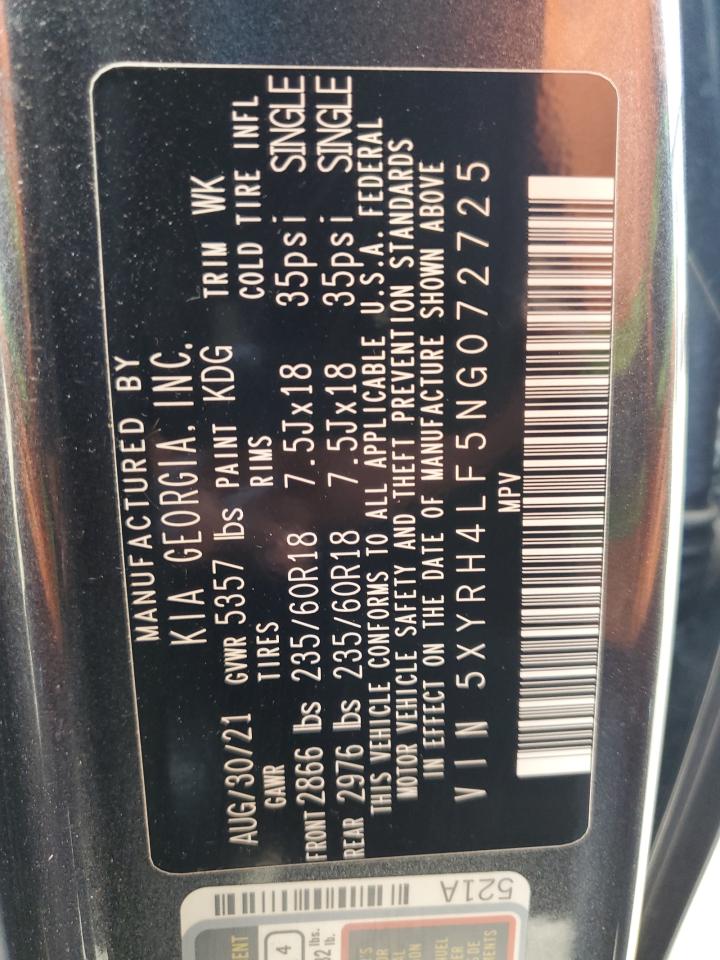 MANUFACTURED BY
KIA GEORGIA, INC.
AUG/30/21 GVWR 5357 lbs PAINT KDG TRIM WK
GAWR TIRES RIMS COLD TIRE INFL
FRONT 2866 lbs 235/60R18 7.5Jx18 35psi SINGLE
REAR 2976 lbs 235/60R18 7.5Jx18 35psi SINGLE
THIS VEHICLE CONFORMS TO ALL APPLICABLE U.S.A. FEDERAL
MOTOR VEHICLE SAFETY AND THEFT PREVENTION STANDARDS
IN EFFECT ON THE DATE OF MANUFACTURE SHOWN ABOVE
VIN 5XYRH4LF5NG072725
MPV
521A
4
lbs.
lb.